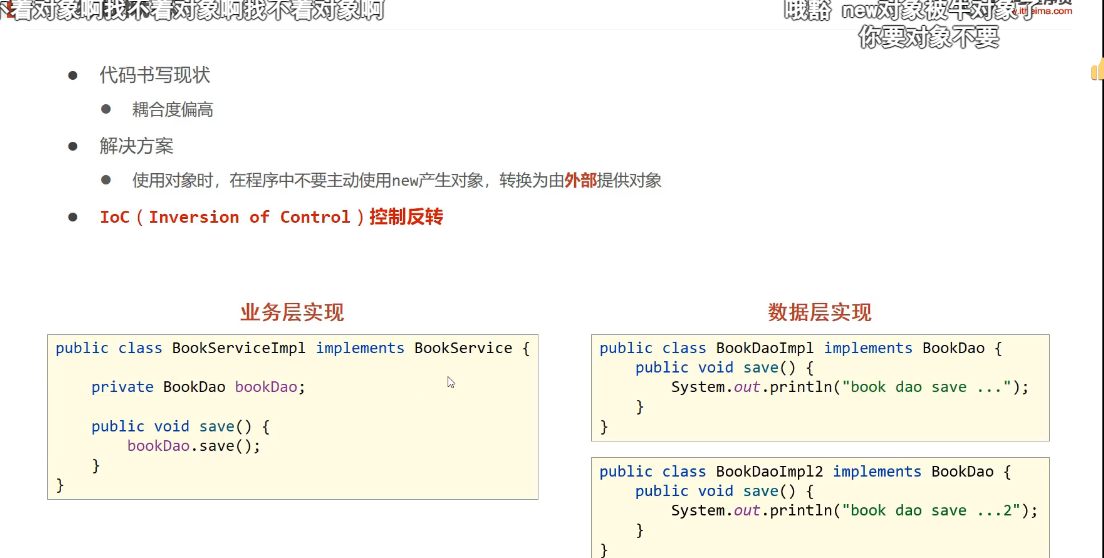 不着对象啊找不着对象啊找不着对象啊
哦豁 new对象被牛对象了
你要对象不要
● 代码书写现状
● 耦合度偏高
● 解决方案
● 使用对象时，在程序中不要主动使用new产生对象，转换为由外部提供对象
● IoC（Inversion of Control）控制反转
业务层实现
public class BookServiceImpl implements BookService {
private BookDao bookDao;
public void save() {
bookDao.save();
}
}
数据层实现
public class BookDaoImpl implements BookDao {
public void save() {
System.out.println("book dao save ...");
}
}
public class BookDaoImpl2 implements BookDao {
public void save() {
System.out.println("book dao save ...2");
}
}